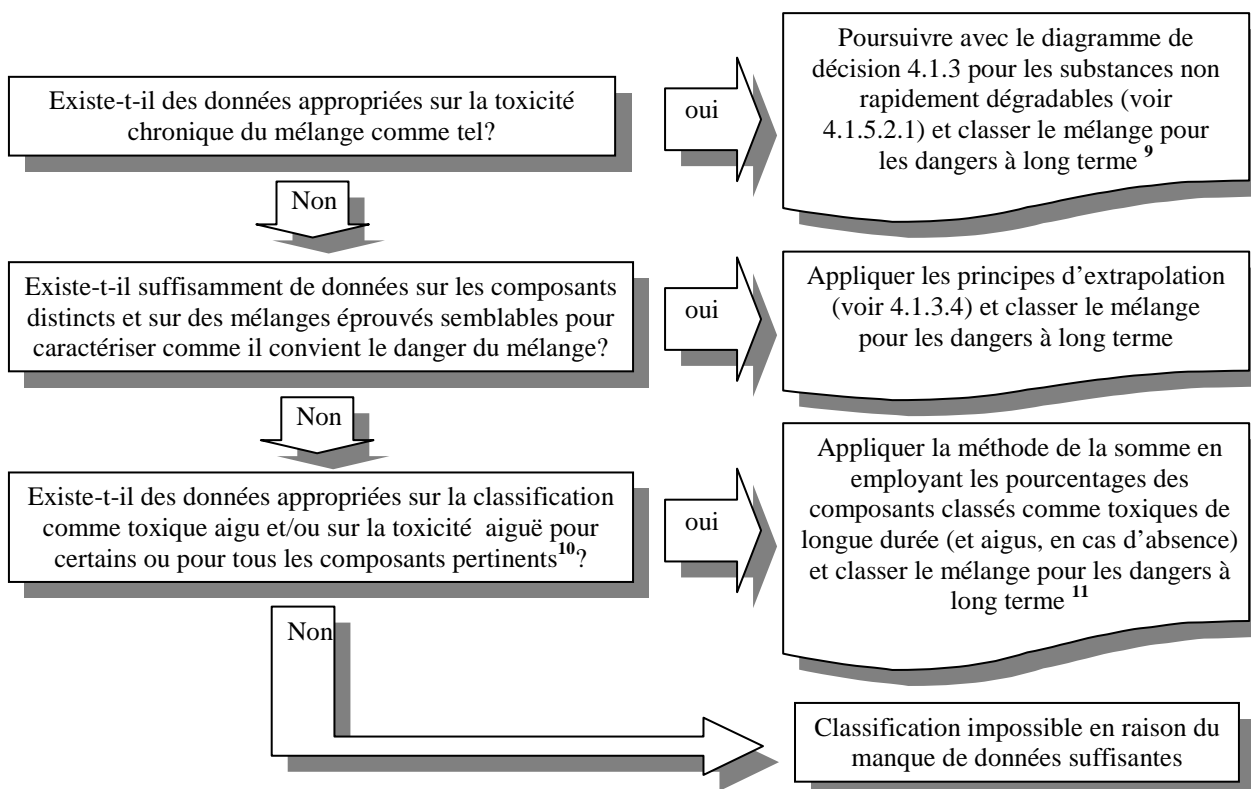 Existe-t-il des données appropriées sur la toxicité
chronique du mélange comme tel?
oui
Poursuivre avec le diagramme de
décision 4.1.3 pour les substances non
rapidement dégradables (voir
4.1.5.2.1) et classer le mélange pour
les dangers à long terme 9
Non
Existe-t-il suffisamment de données sur les composants
distincts et sur des mélanges éprouvés semblables pour
caractériser comme il convient le danger du mélange?
oui
Appliquer les principes d'extrapolation
(voir 4.1.3.4) et classer le mélange
pour les dangers à long terme
Non
Existe-t-il des données appropriées sur la classification
comme toxique aigu et/ou sur la toxicité aiguë pour
certains ou pour tous les composants pertinents10?
oui
Appliquer la méthode de la somme en
employant les pourcentages des
composants classés comme toxiques de
longue durée (et aigus, en cas d'absence)
et classer le mélange pour les dangers à
long terme 11
Non
Classification impossible en raison du
manque de données suffisantes